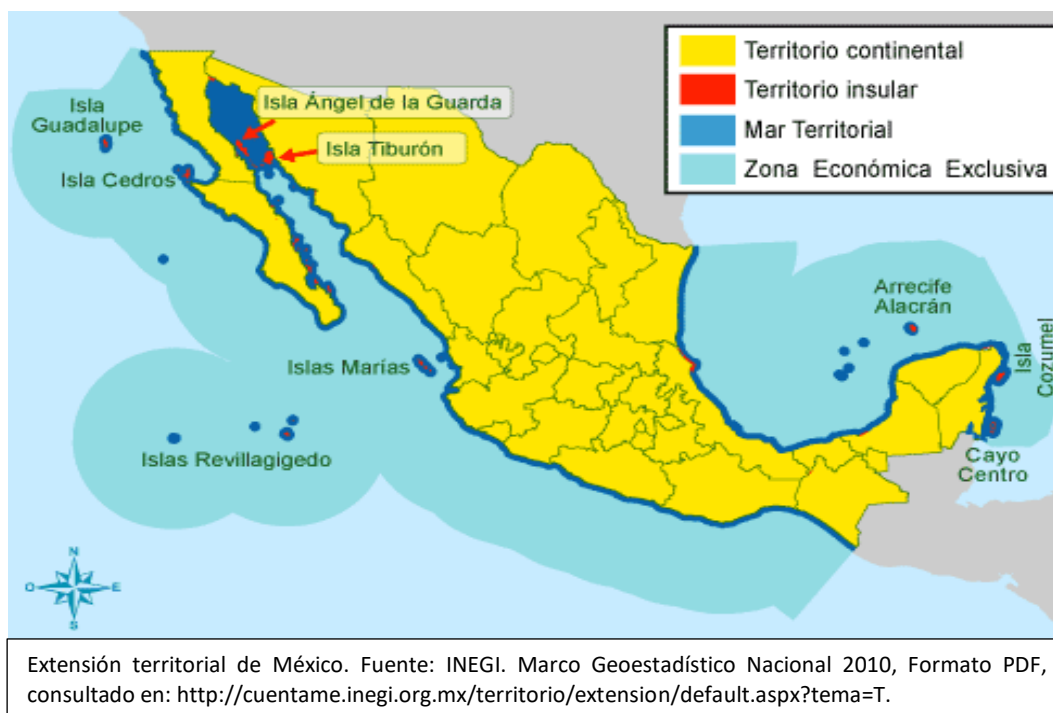 Territorio continental
Territorio insular
Mar Territorial
Zona Económica Exclusiva
Isla
Guadalupe
Isla Ángel de la Guarda
Isla Tiburón
Isla Cedros
Arrecife
Alacrán
Isla
Cozumel
Islas Marías
Islas Revillagigedo
Cayo
Centro
N
O
E
S
Extensión territorial de México. Fuente: INEGI. Marco Geoestadístico Nacional 2010, Formato PDF,
consultado en: http://cuentame.inegi.org.mx/territorio/extension/default.aspx?tema=T.